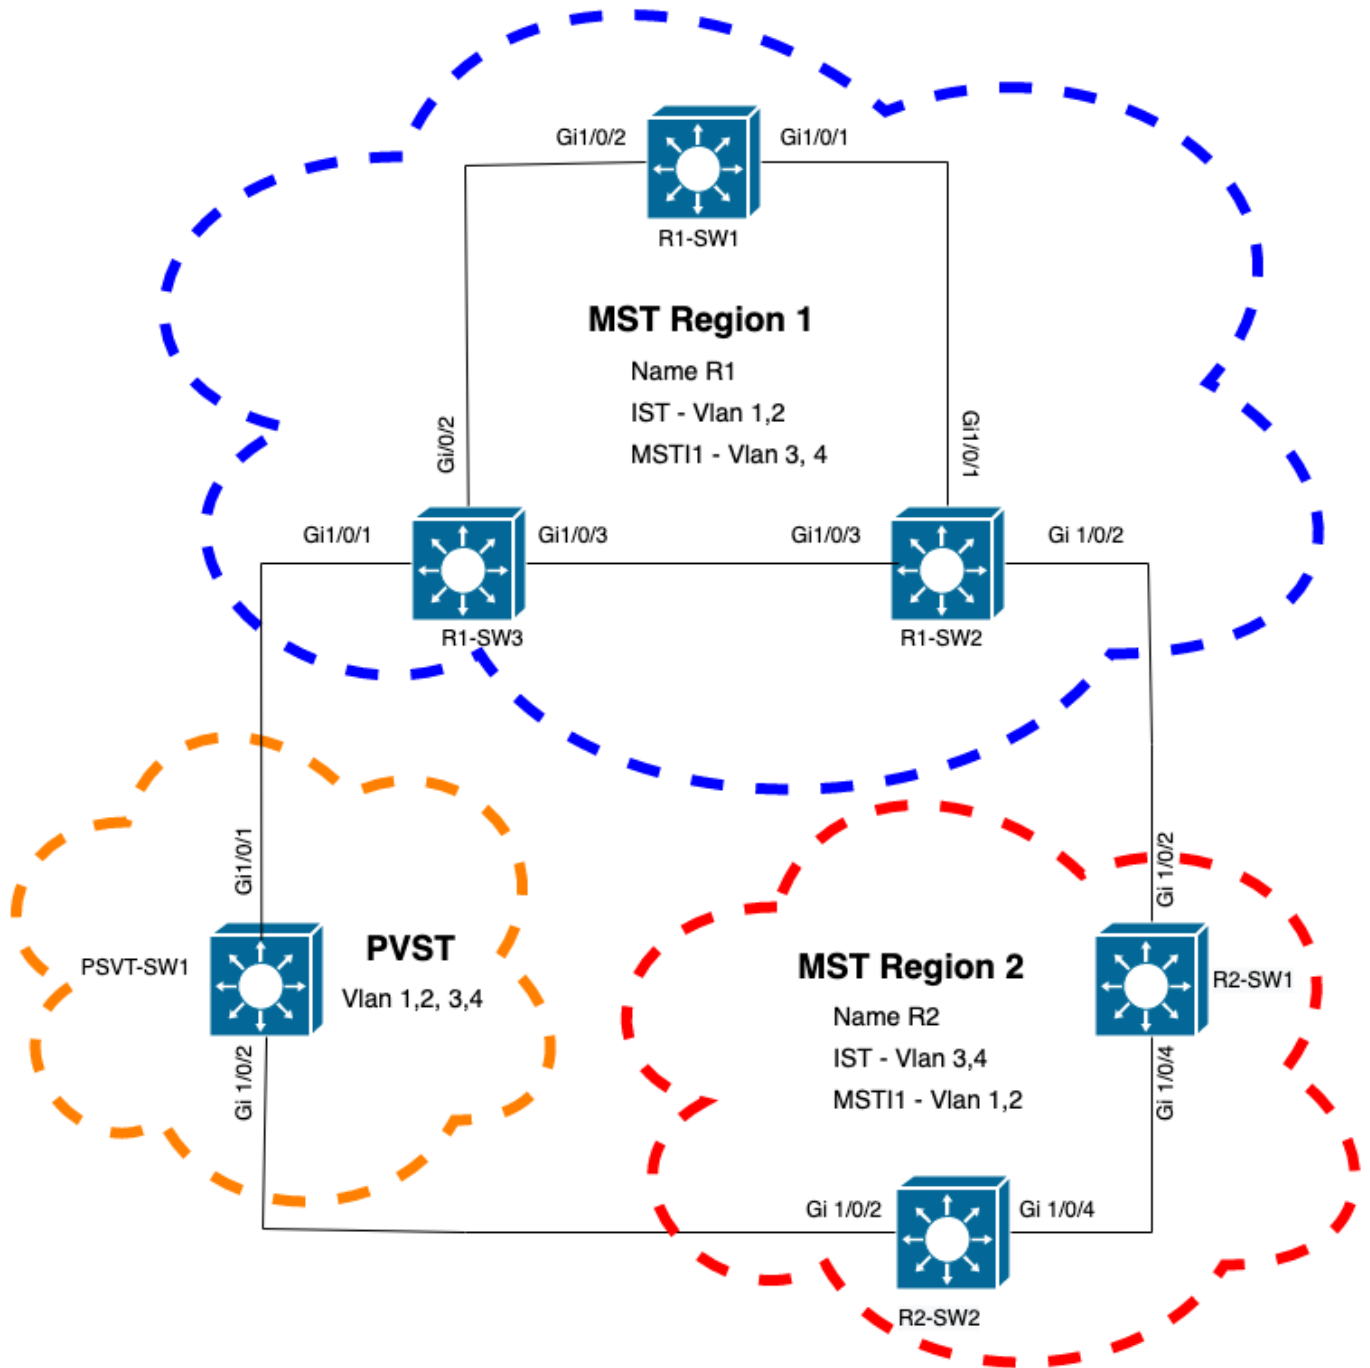 Gi1/0/2
Gi1/0/1
R1-SW1
MST Region 1
Name R1
IST - Vlan 1,2
MSTI1 - Vlan 3, 4
Gi/0/2
Gi1/0/1
Gi1/0/1
Gi1/0/3
Gi1/0/3
Gi 1/0/2
R1-SW3
R1-SW2
Gi1/0/1
Gi 1/0/2
PSVT-SW1
PVST
Vlan 1,2, 3,4
MST Region 2
R2-SW1
Name R2
IST - Vlan 3,4
MSTI1 - Vlan 1,2
Gi 1/0/2
Gi 1/0/4
Gi 1/0/2
Gi 1/0/4
R2-SW2